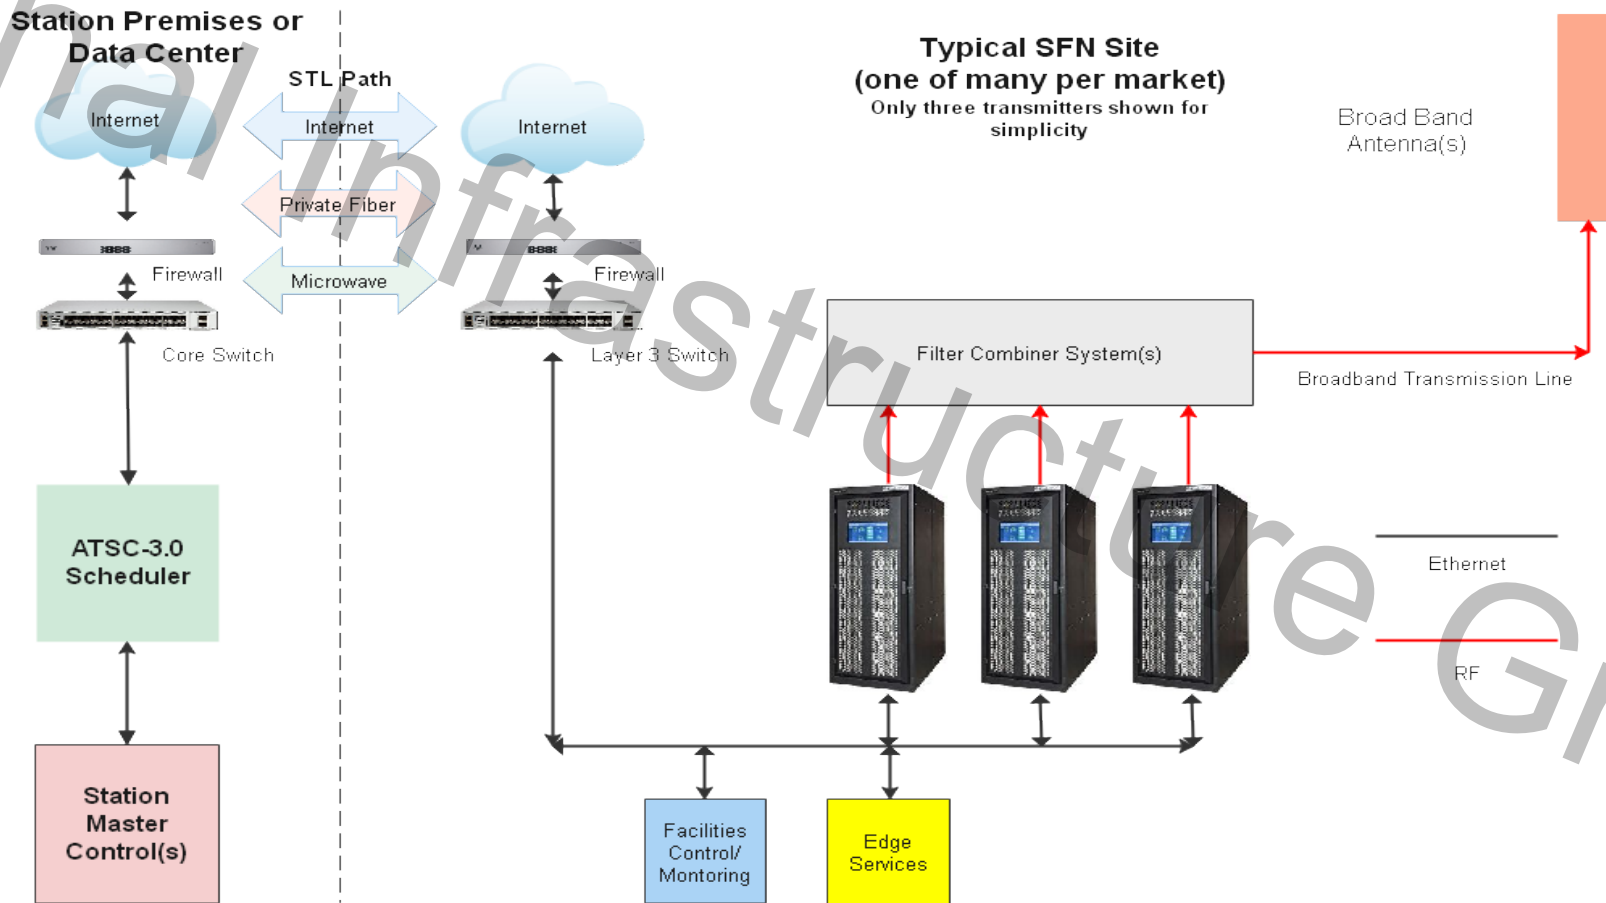 Station Premises or
Data Center
STL Path
Typical SFN Site
(one of many per market)
Only three transmitters shown for
simplicity
Broad Band
Antenna(s)
Internet
Internet
Internet
Private Fiber
Microwave
Firewall
Firewall
Core Switch
Layer 3 Switch
Filter Combiner System(s)
Broadband Transmission Line
ATSC-3.0
Scheduler
Ethernet
RF
Station
Master
Control(s)
Facilities
Control/
Montoring
Edge
Services
nal Infrastructure Gl